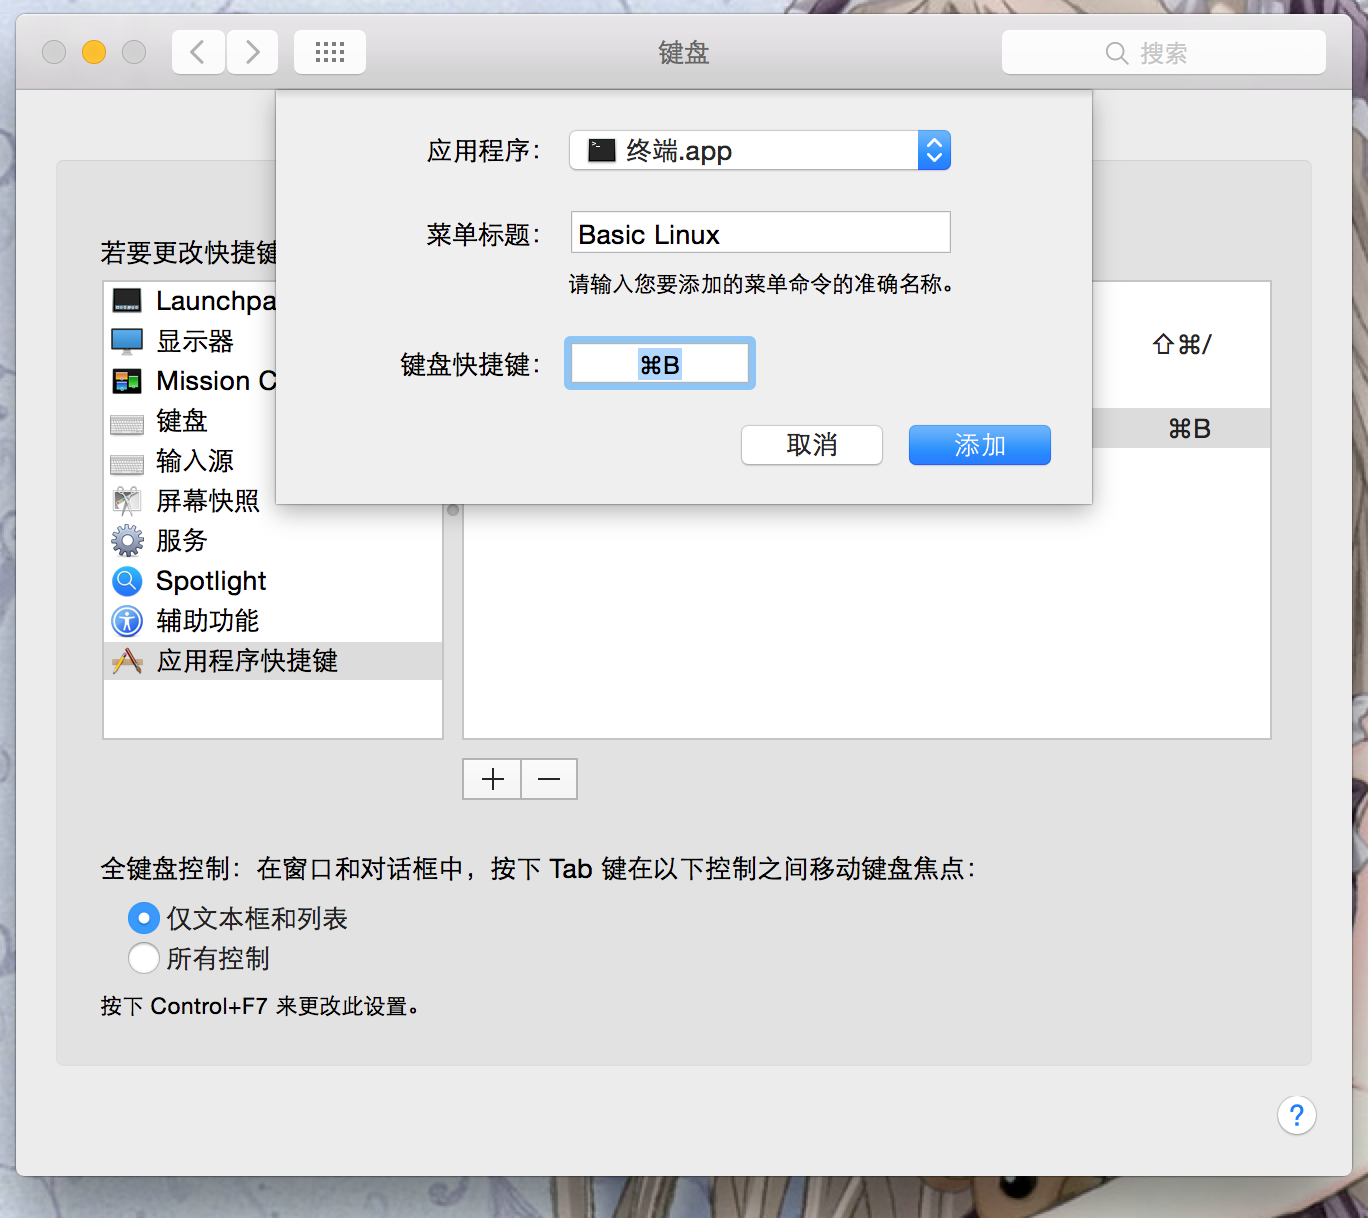 键盘
搜索
应用程序：
终端.app
菜单标题：
Basic Linux
请输入您要添加的菜单命令的准确名称。
键盘快捷键：
⌘B
取消
添加
若要更改快捷键
Launchpa
显示器
Mission C
键盘
输入源
屏幕快照
服务
Spotlight
辅助功能
应用程序快捷键
⇧⌘/
⌘B
全键盘控制：在窗口和对话框中，按下 Tab 键在以下控制之间移动键盘焦点：
仅文本框和列表
所有控制
按下 Control+F7 来更改此设置。
?